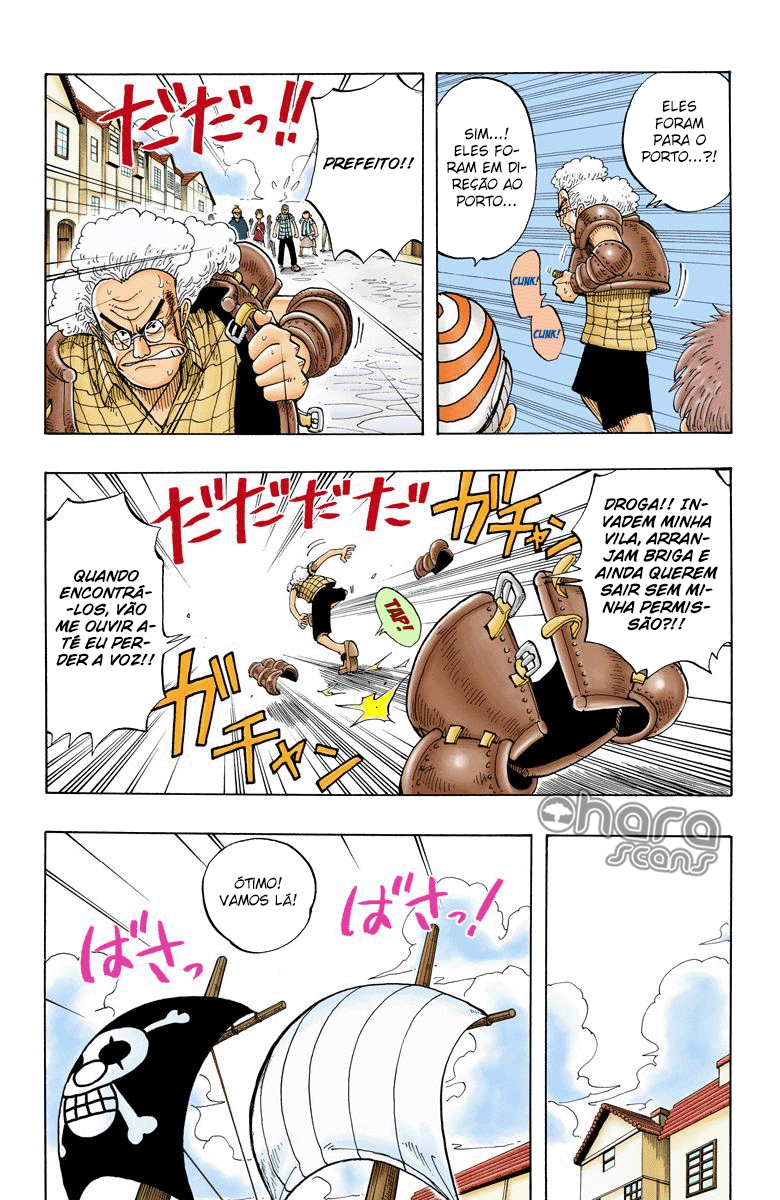 ELES
FORAM
PARA O
PORTO...?!
SIM...!
ELES FO-
RAM EM DI-
REÇÃO AO
PORTO...
CLINK!
CLINK!
PREFEITO!!
だだっ!!
DROGA!! IN-
VADEM MINHA
VILA, ARRAN-
JAM BRIGA E
AINDA QUEREM
SAIR SEM MI-
NHA PERMIS-
SÃO?!!
ガチャン
だだだだ
TAP!
QUANDO
ENCONTRÁ-
-LOS, VÃO
ME OUVIR A-
TÉ EU PER-
DER A VOZ!!
ガチャン
Ohara
scans
ÓTIMO!
VAMOS LÁ!
ばさっ!
ばさっ